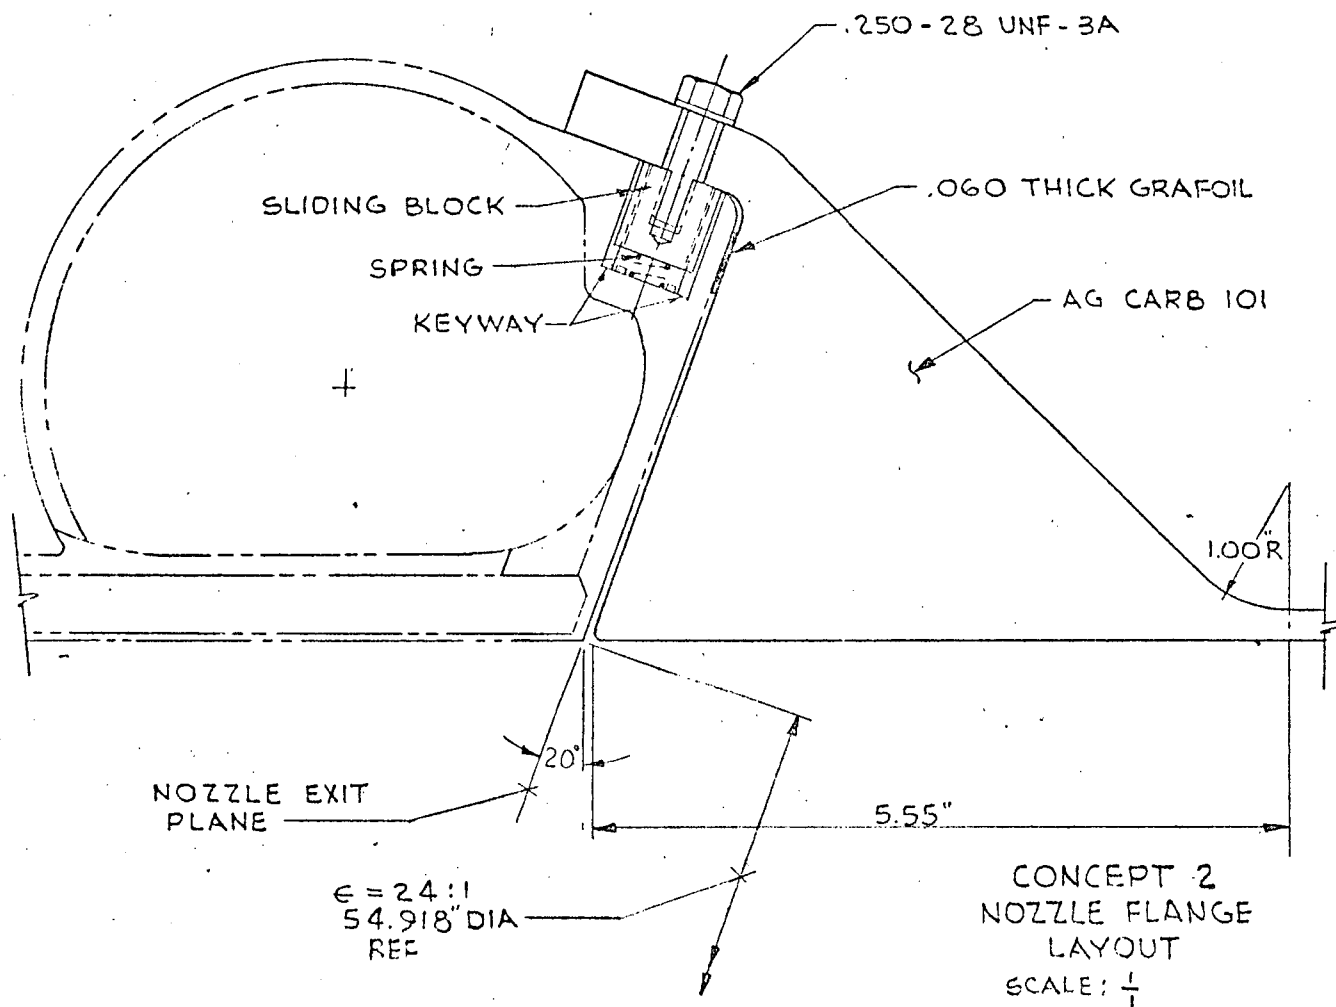 .250-28 UNF-3A
SLIDING BLOCK
.060 THICK GRAFOIL
SPRING
KEYWAY
AG CARB 101
1.00"R
20°
NOZZLE EXIT
PLANE
5.55"
ϵ = 24:1
54.918" DIA
REF
CONCEPT 2
NOZZLE FLANGE
LAYOUT
SCALE: 1/1